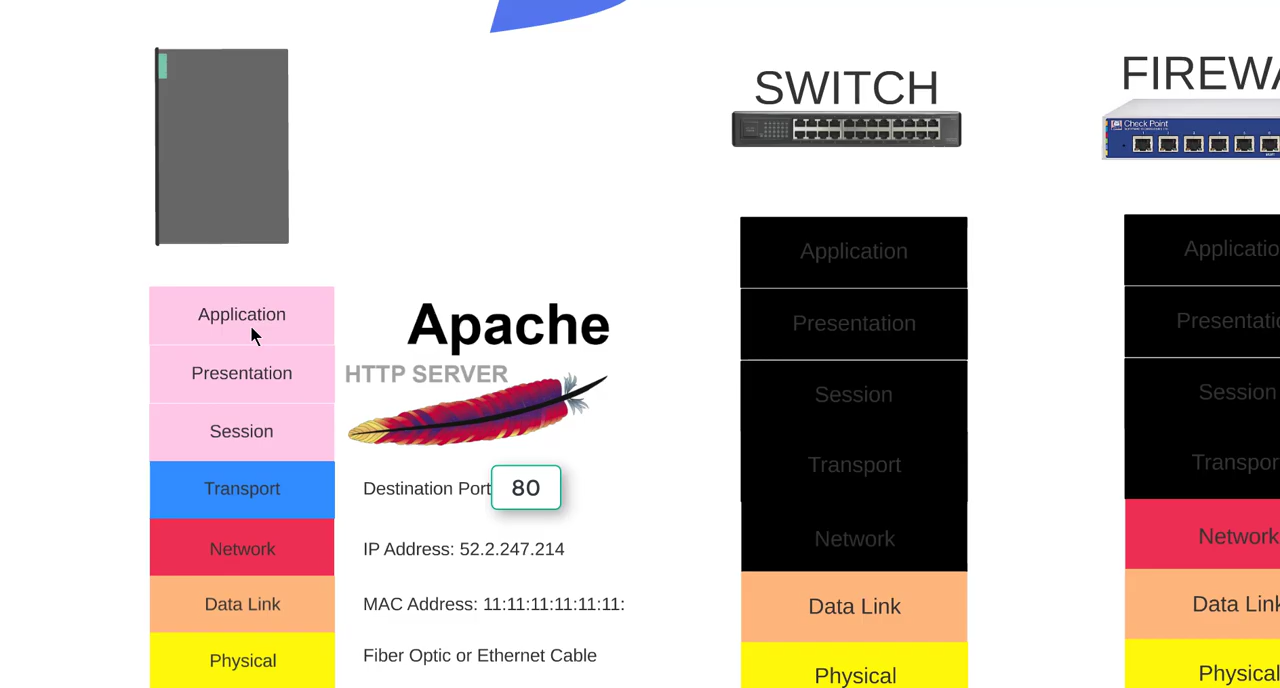 SWITCH
FIREWA
Check Point
Application
Presentation
Session
Transport
Network
Data Link
Physical
Apache
HTTP SERVER
Destination Port
80
IP Address: 52.2.247.214
MAC Address: 11:11:11:11:11:11:
Fiber Optic or Ethernet Cable
Application
Presentation
Session
Transport
Network
Data Link
Physical
Applicatio
Presentatio
Session
Transpor
Network
Data Link
Physical